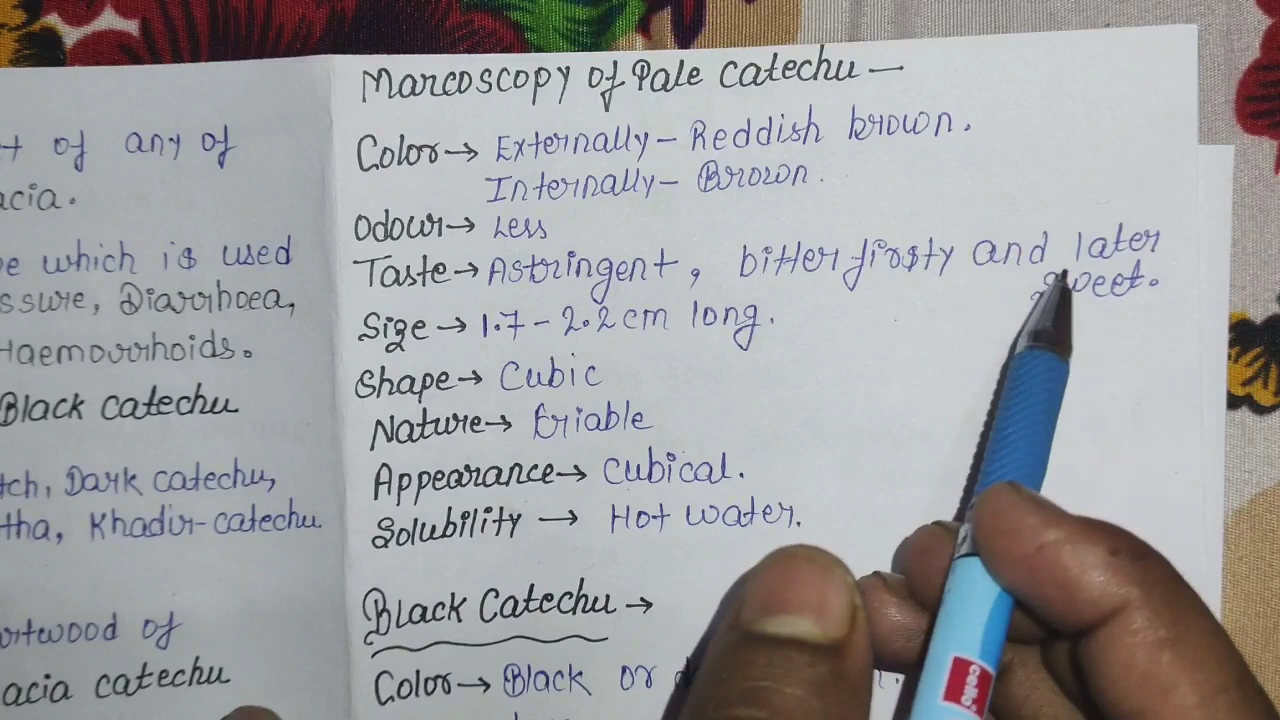 t of any of
acia.
e which is used
ssure, Diarrhoea,
Haemorrhoids.
Black catechu
tch, Dark catechu,
tha, Khadir-catechu
rtwood of
acia catechu
Marcoscopy of Pale catechu —
Color → Externally - Reddish brown.
Internally - Brown.
Odour → Less
Taste → Astringent, bitter firsty and later
sweet.
Size → 1.7 - 2.2 cm long.
Shape → Cubic
Nature → Friable
Appearance → Cubical.
Solubility → Hot water.
Black Catechu →
Color → Black or
cello